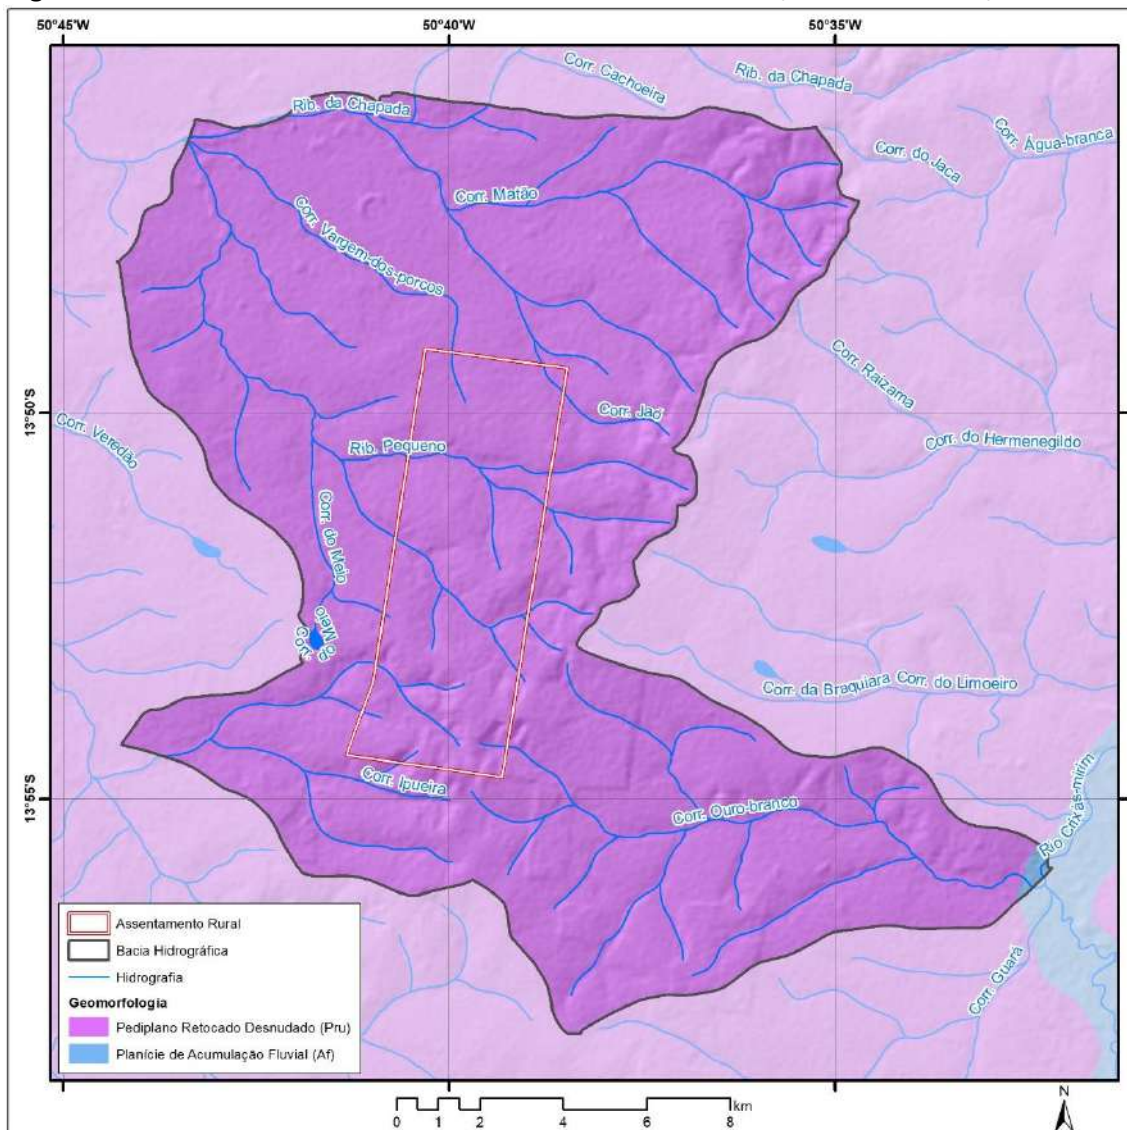 50°45'W 50°40'W 50°35'W
Corr. Cachoeira
Rib. da Chapada
Rib. da Chapada
Corr. Água-branca
Corr. do Jaca
Corr. Matão
Corr. Vargem-dos-porcos
Corr. Raizama
13°50'S
Corr. Jaó
Corr. Veredão
Rib. Pequeno
Corr. do Hermenegildo
Corr. do Meio
Corr. do Meio
Corr. da Braquiara
Corr. do Limoeiro
13°55'S
Corr. Ipueira
Corr. Ouro-branco
Rio Crixás-mirim
Corr. Guará
Assentamento Rural
Bacia Hidrográfica
Hidrografia
Geomorfologia
Pediplano Retocado Desnudado (Pru)
Planície de Acumulação Fluvial (Af)
km
0 1 2 4 6 8
N